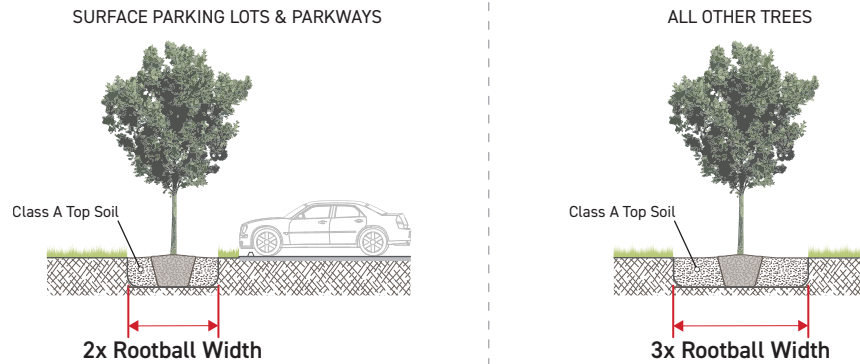 SURFACE PARKING LOTS & PARKWAYS
Class A Top Soil
2x Rootball Width
ALL OTHER TREES
Class A Top Soil
3x Rootball Width